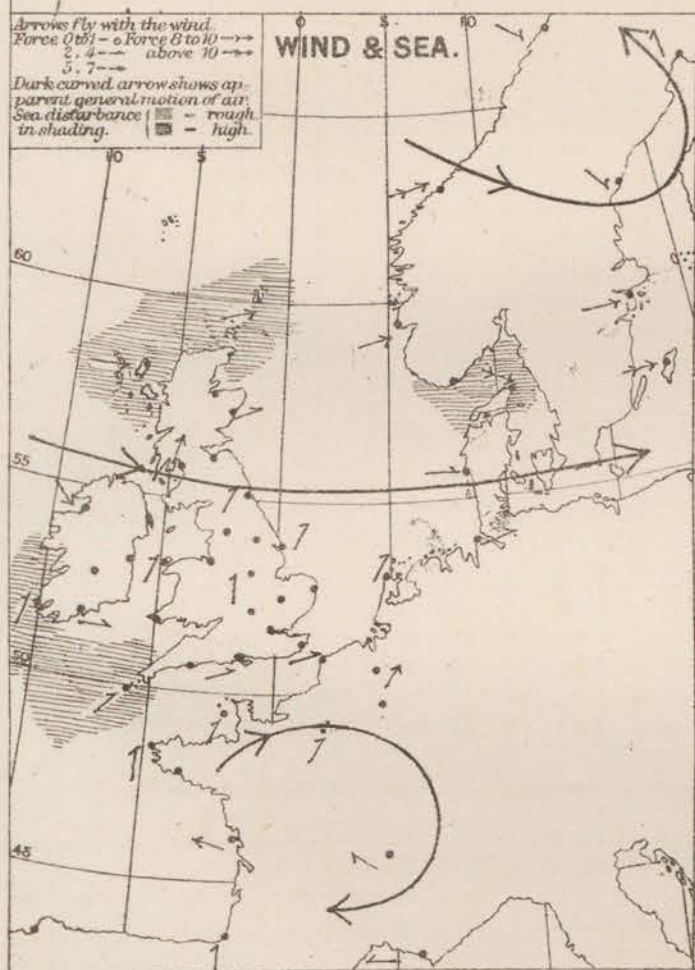 Arrows fly with the wind.
Force 0 to 1 – o Force 8 to 10
2. 4 — above 10
5. 7 —
Dark curved arrow shows ap-
parent general motion of air.
Sea disturbance { – rough.
in shading. { – high.
WIND & SEA.
0 5 10
10 5
60
55
50
45